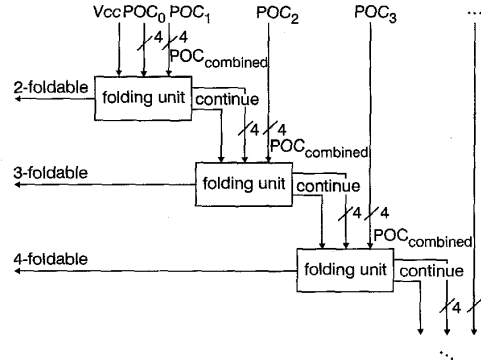 Vcc POC0 POC1 POC2 POC3 ...
4 4
POCcombined
2-foldable folding unit continue
4 4
POCcombined
3-foldable folding unit continue
4 4
POCcombined
4-foldable folding unit continue
4
...